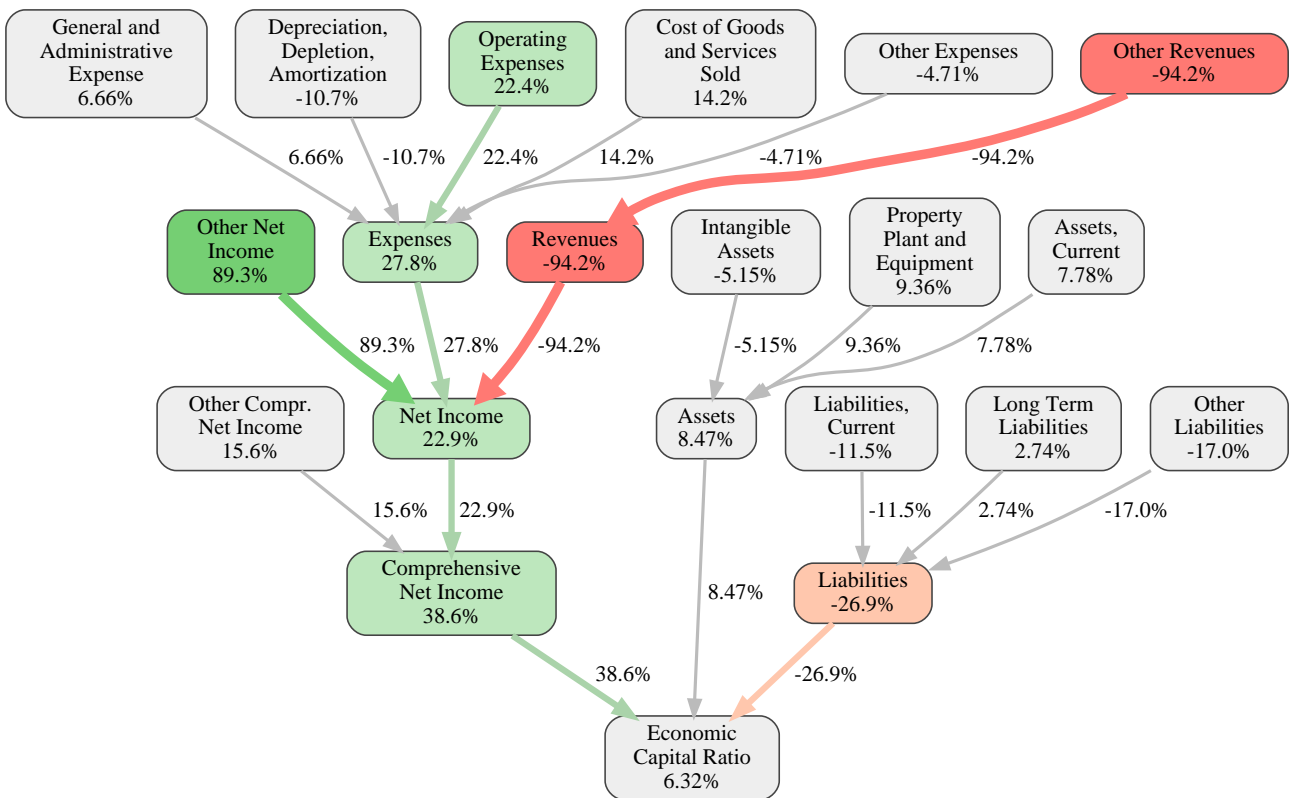 General and
Administrative
Expense
6.66%
Depreciation,
Depletion,
Amortization
-10.7%
Operating
Expenses
22.4%
Cost of Goods
and Services
Sold
14.2%
Other Expenses
-4.71%
Other Revenues
-94.2%
6.66%
-10.7%
22.4%
14.2%
-4.71%
-94.2%
Other Net
Income
89.3%
Expenses
27.8%
Revenues
-94.2%
Intangible
Assets
-5.15%
Property
Plant and
Equipment
9.36%
Assets,
Current
7.78%
89.3%
27.8%
-94.2%
-5.15%
9.36%
7.78%
Other Compr.
Net Income
15.6%
Net Income
22.9%
Assets
8.47%
Liabilities,
Current
-11.5%
Long Term
Liabilities
2.74%
Other
Liabilities
-17.0%
15.6%
22.9%
-11.5%
2.74%
-17.0%
Comprehensive
Net Income
38.6%
8.47%
Liabilities
-26.9%
38.6%
-26.9%
Economic
Capital Ratio
6.32%